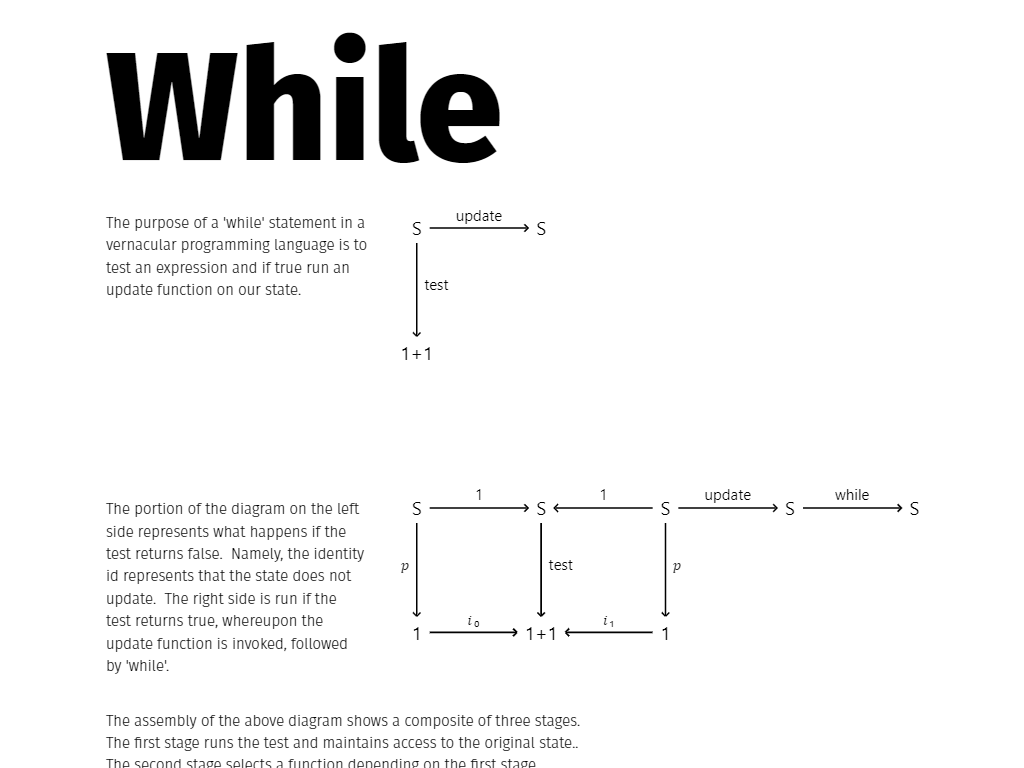 While
The purpose of a 'while' statement in a
vernacular programming language is to
test an expression and if true run an
update function on our state.
S update S
test
1+1
The portion of the diagram on the left
side represents what happens if the
test returns false.  Namely, the identity
id represents that the state does not
update.  The right side is run if the
test returns true, whereupon the
update function is invoked, followed
by 'while'.
1 1 update while
S S S S S
p test p
i₀ i₁
1 1+1 1
The assembly of the above diagram shows a composite of three stages.
The first stage runs the test and maintains access to the original state..
The second stage selects a function depending on the first stage